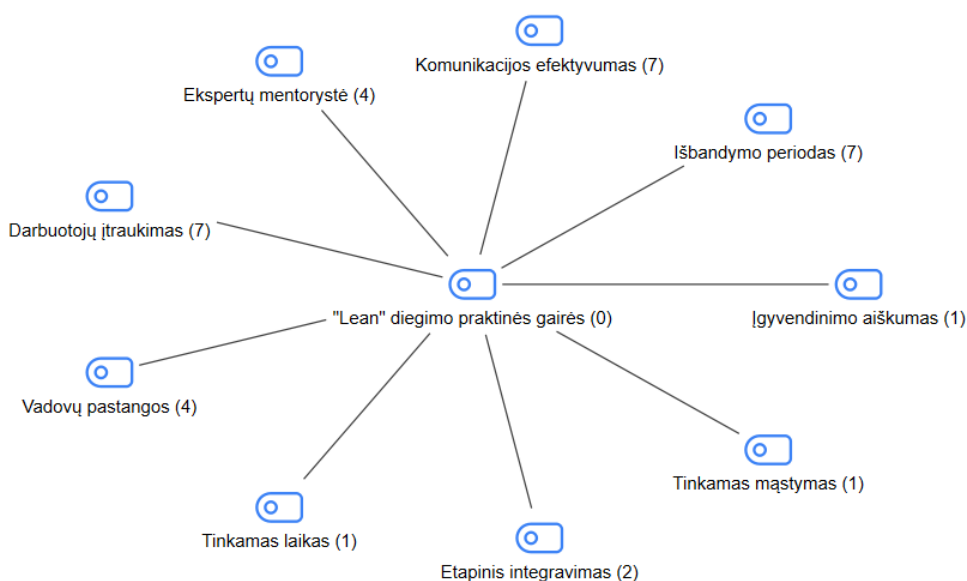 Komunikacijos efektyvumas (7)
Ekspertų mentorystė (4)
Išbandymo periodas (7)
Darbuotojų įtraukimas (7)
"Lean" diegimo praktinės gairės (0)
Įgyvendinimo aiškumas (1)
Vadovų pastangos (4)
Tinkamas mąstymas (1)
Tinkamas laikas (1)
Etapinis integravimas (2)